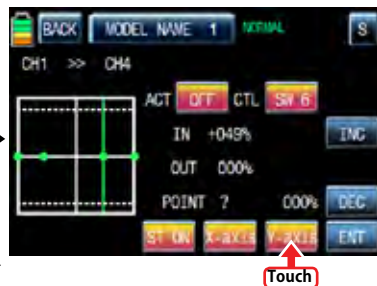 BACK MODEL NAME 1 NORMAL S
CH1 >> CH4
ACT OFF CTL SW 6
IN +049% INC
OUT 000%
POINT ? 000% DEC
ST ON X-axis Y-axis ENT
Touch